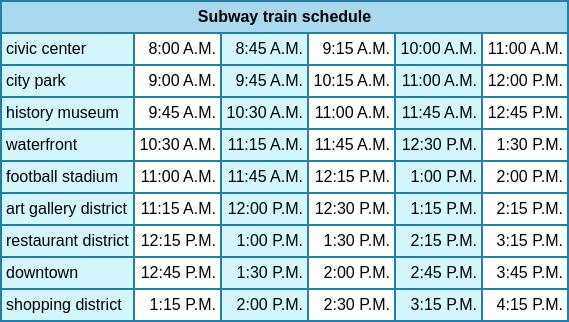 Subway train schedule
civic center 8:00 A.M. 8:45 A.M. 9:15 A.M. 10:00 A.M. 11:00 A.M.
city park 9:00 A.M. 9:45 A.M. 10:15 A.M. 11:00 A.M. 12:00 P.M.
history museum 9:45 A.M. 10:30 A.M. 11:00 A.M. 11:45 A.M. 12:45 P.M.
waterfront 10:30 A.M. 11:15 A.M. 11:45 A.M. 12:30 P.M. 1:30 P.M.
football stadium 11:00 A.M. 11:45 A.M. 12:15 P.M. 1:00 P.M. 2:00 P.M.
art gallery district 11:15 A.M. 12:00 P.M. 12:30 P.M. 1:15 P.M. 2:15 P.M.
restaurant district 12:15 P.M. 1:00 P.M. 1:30 P.M. 2:15 P.M. 3:15 P.M.
downtown 12:45 P.M. 1:30 P.M. 2:00 P.M. 2:45 P.M. 3:45 P.M.
shopping district 1:15 P.M. 2:00 P.M. 2:30 P.M. 3:15 P.M. 4:15 P.M.